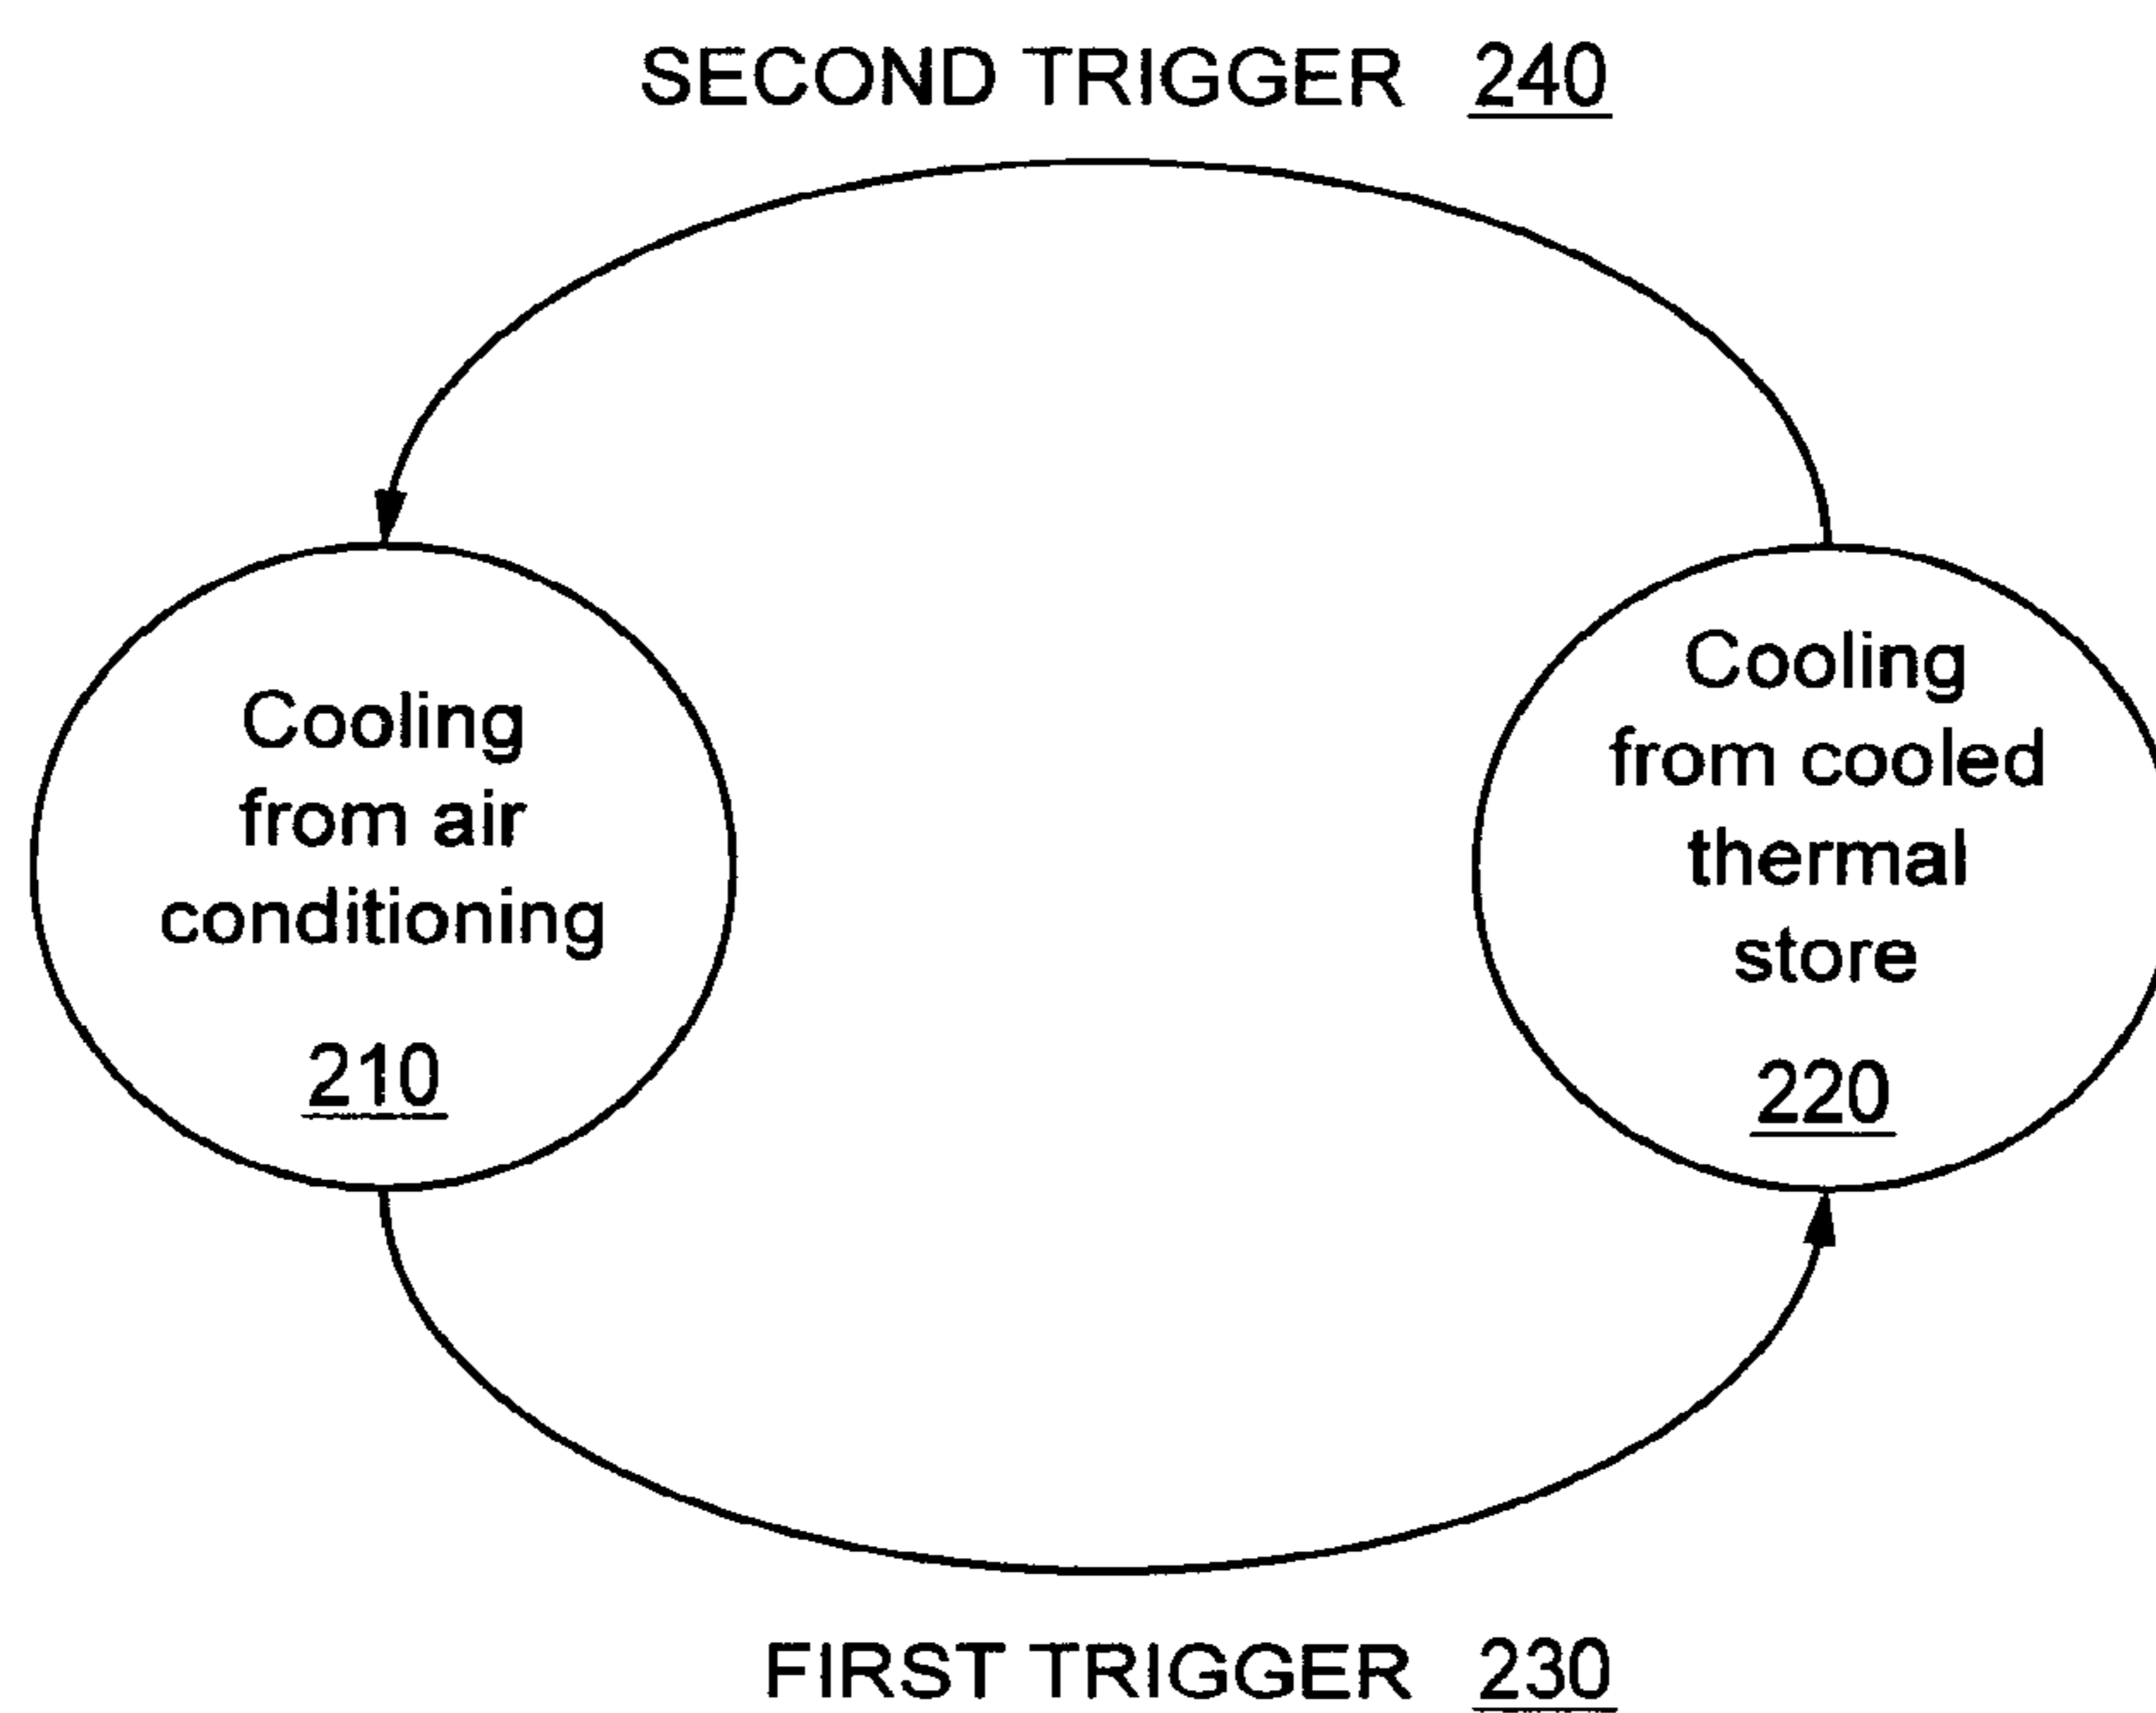 SECOND TRIGGER 240
Cooling
from air
conditioning
210
Cooling
from cooled
thermal
store
220
FIRST TRIGGER 230